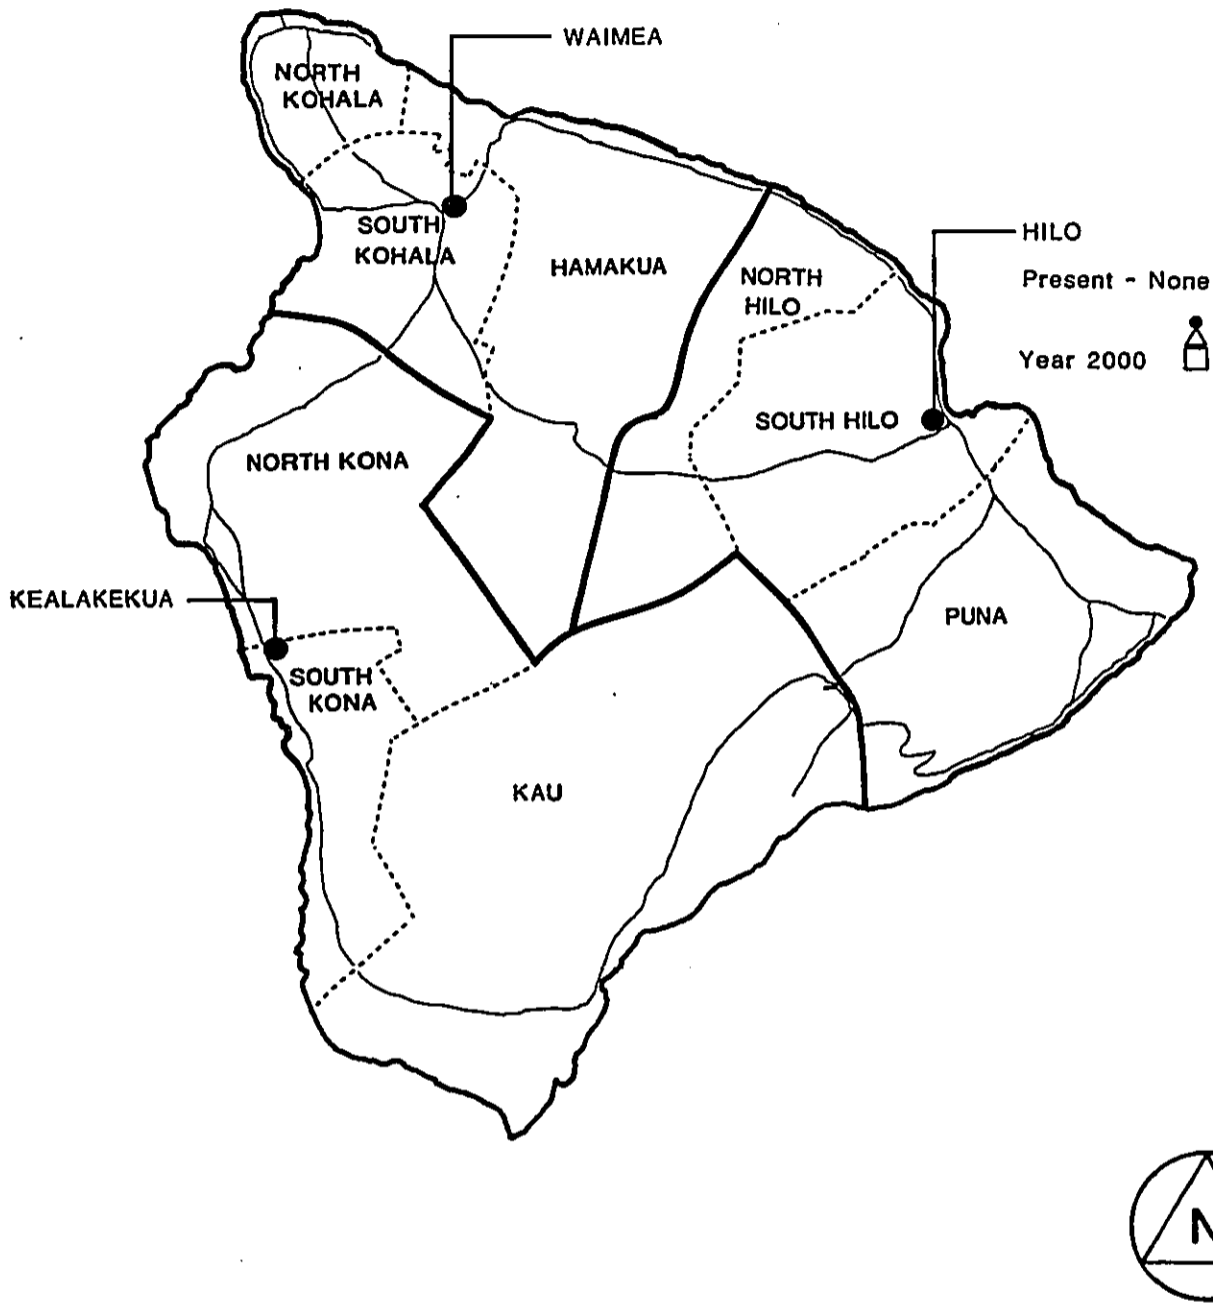 WAIMEA
NORTH
KOHALA
SOUTH
KOHALA
HAMAKUA
NORTH
HILO
HILO
Present - None
Year 2000
SOUTH HILO
NORTH KONA
KEALAKEKUA
SOUTH
KONA
PUNA
KAU
N